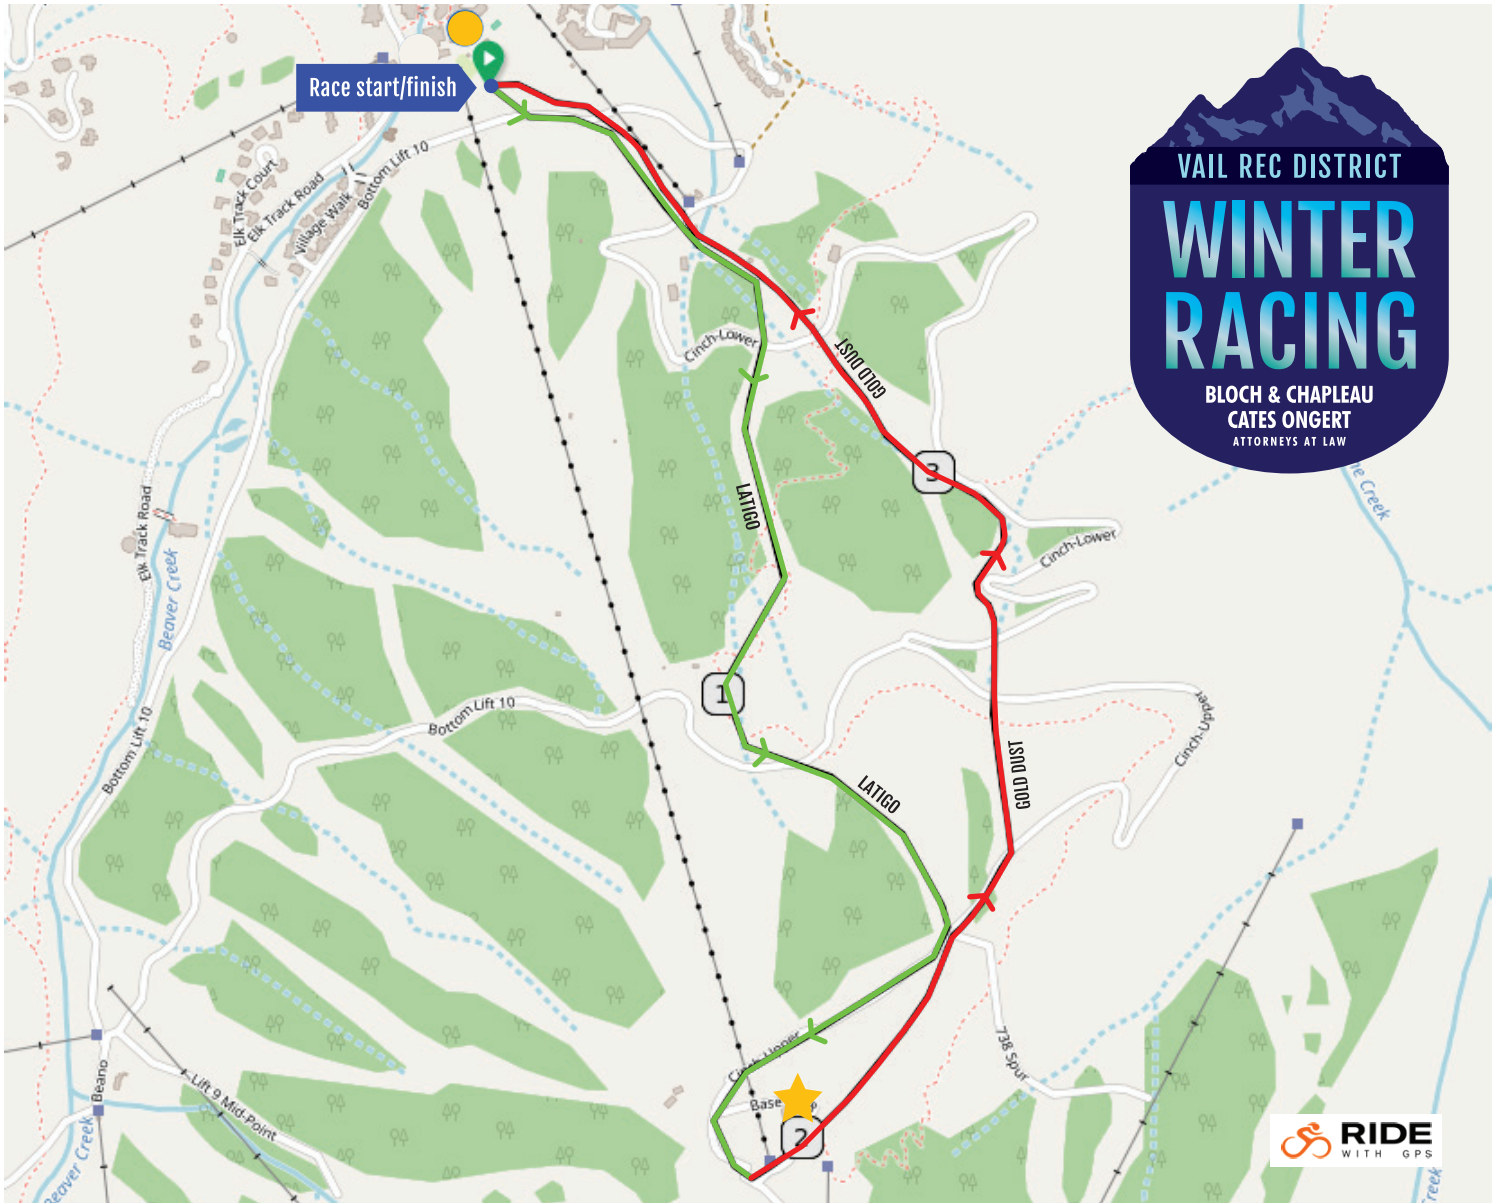 Race start/finish
Bottom Lift 10
Elk Track Court
Elk Track Road
Village Walk
VAIL REC DISTRICT
WINTER
RACING
BLOCH & CHAPLEAU
CATES ONGERT
ATTORNEYS AT LAW
Cinch-Lower
GOLD DUST
3
LATIGO
Elk Track Road
Beaver Creek
Cinch-Lower
Creek
1
Bottom Lift 10
Bottom Lift 10
Cinch-Upper
GOLD DUST
LATIGO
738 Spur
Cinch-Upper
Base
2
Beano
Lift 9 Mid-Point
Beaver Creek
RIDE
WITH GPS